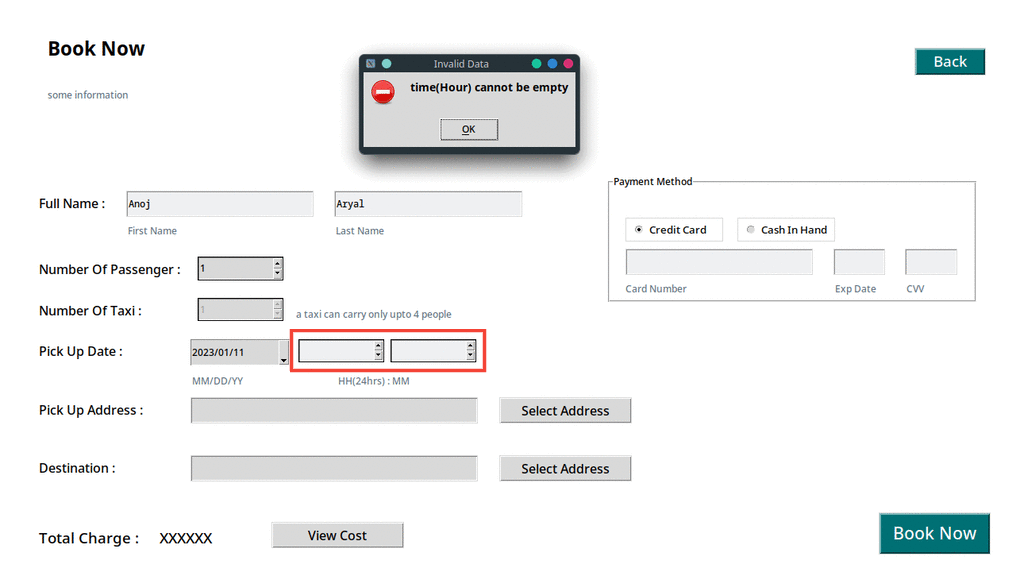 Book Now
Invalid Data
Back
time(Hour) cannot be empty
some information
OK
Payment Method
Full Name : Anoj Aryal
First Name Last Name
Credit Card Cash In Hand
Number Of Passenger : 1
Card Number Exp Date CVV
Number Of Taxi : 1 a taxi can carry only upto 4 people
Pick Up Date : 2023/01/11
MM/DD/YY HH(24hrs) : MM
Pick Up Address : Select Address
Destination : Select Address
Total Charge : XXXXXX View Cost
Book Now